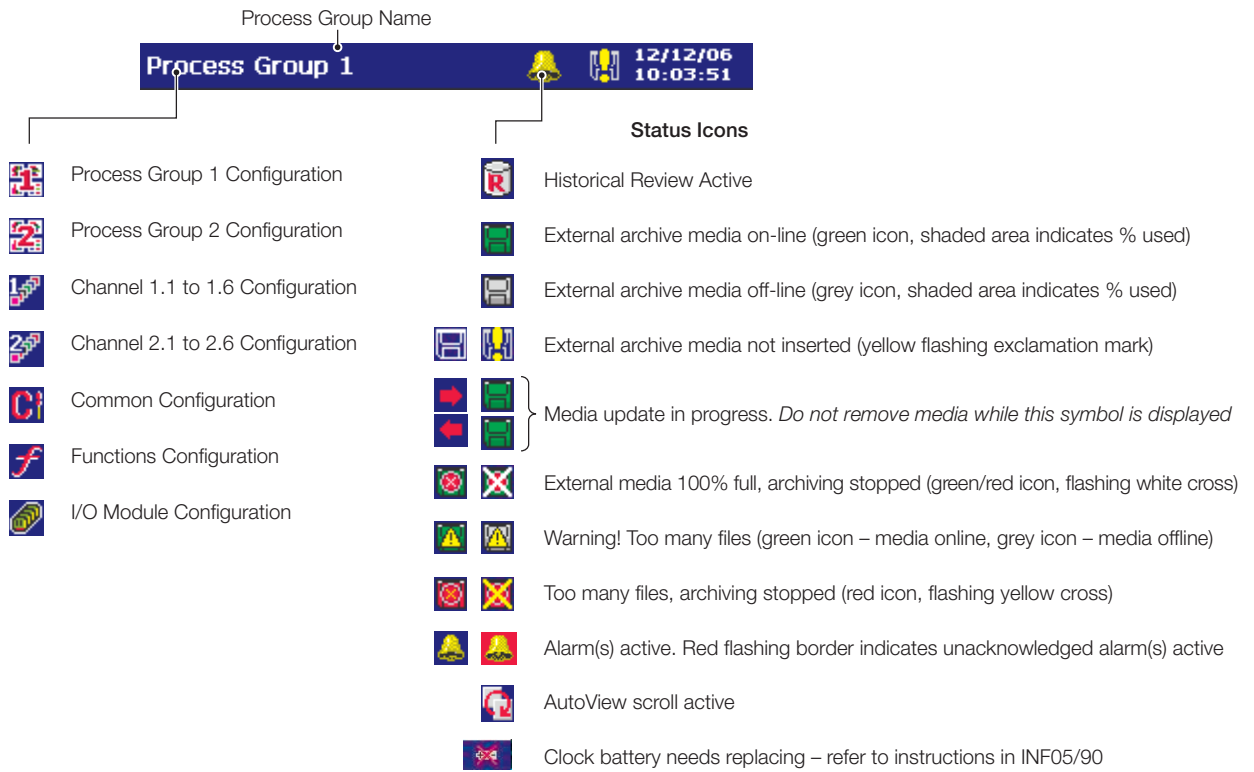 Process Group Name
Process Group 1
12/12/06
10:03:51
Status Icons
1 Process Group 1 Configuration
2 Process Group 2 Configuration
1 Channel 1.1 to 1.6 Configuration
2 Channel 2.1 to 2.6 Configuration
C Common Configuration
f Functions Configuration
I/O Module Configuration
R Historical Review Active
External archive media on-line (green icon, shaded area indicates % used)
External archive media off-line (grey icon, shaded area indicates % used)
External archive media not inserted (yellow flashing exclamation mark)
Media update in progress. Do not remove media while this symbol is displayed
External media 100% full, archiving stopped (green/red icon, flashing white cross)
Warning! Too many files (green icon – media online, grey icon – media offline)
Too many files, archiving stopped (red icon, flashing yellow cross)
Alarm(s) active. Red flashing border indicates unacknowledged alarm(s) active
AutoView scroll active
Clock battery needs replacing – refer to instructions in INF05/90